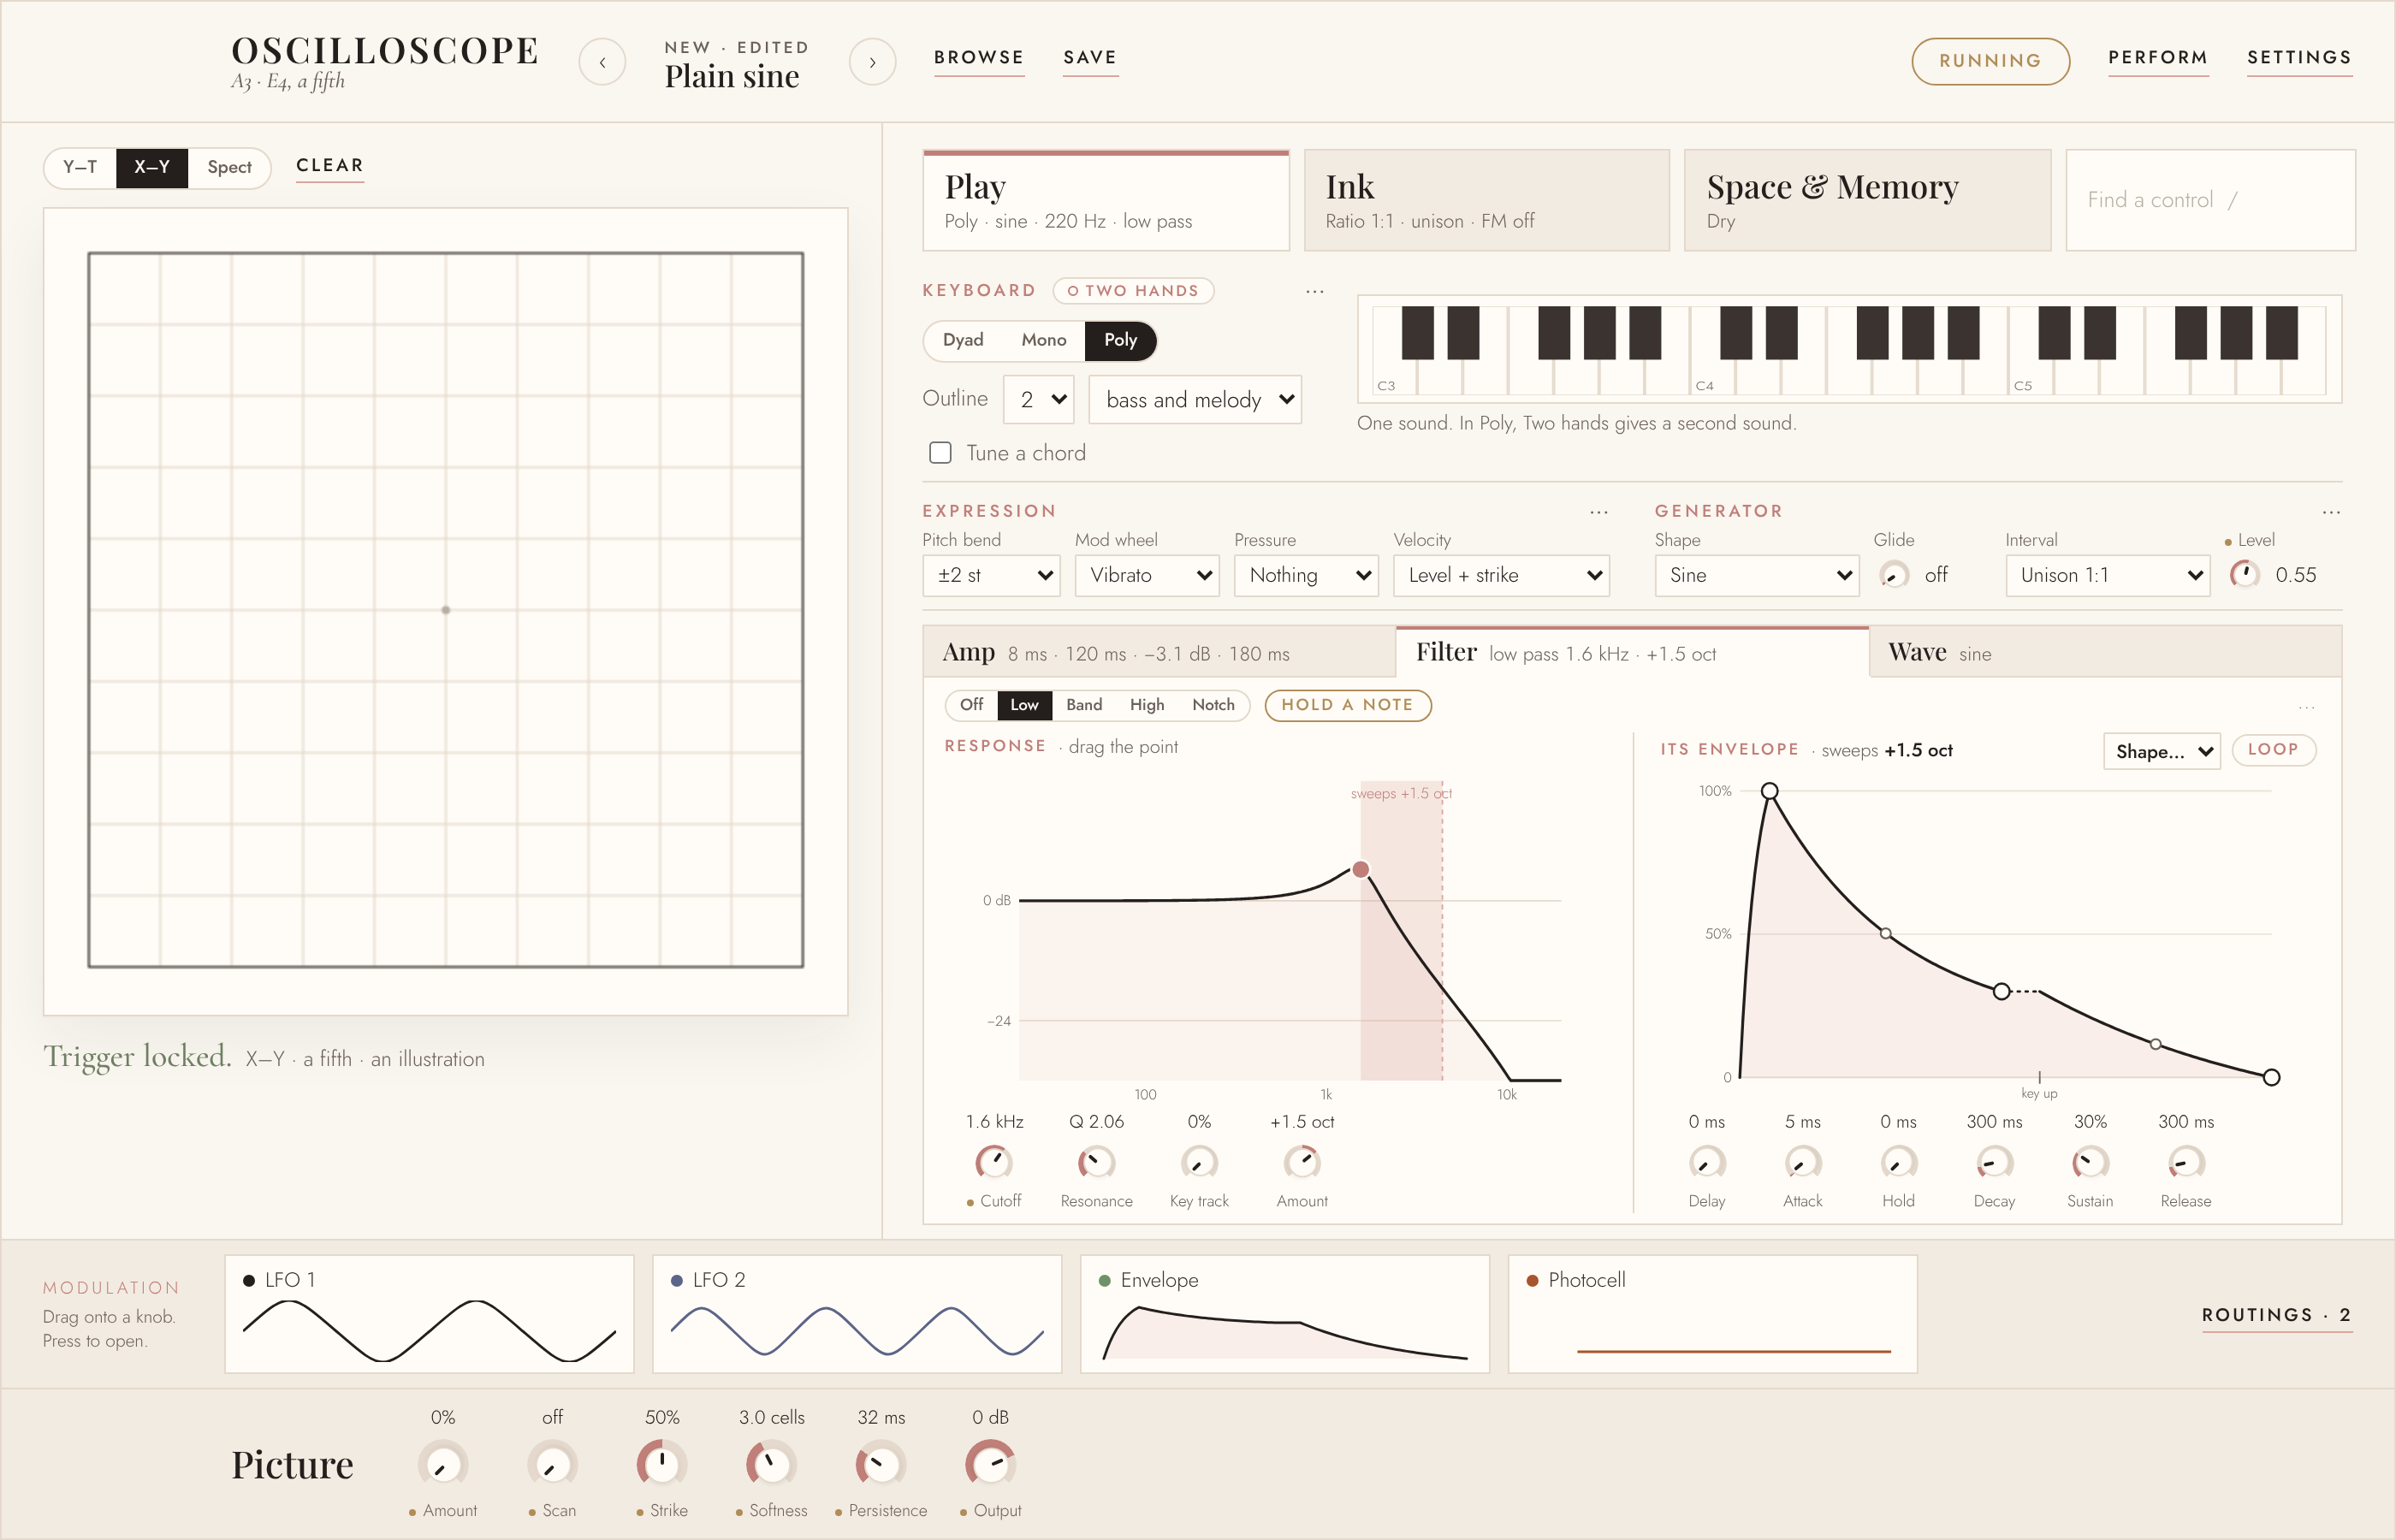 OSCILLOSCOPE
A3 · E4, a fifth
‹
NEW · EDITED
Plain sine
›
BROWSE
SAVE
RUNNING
PERFORM
SETTINGS
Y–T
X–Y
Spect
CLEAR
Trigger locked. X–Y · a fifth · an illustration
Play
Poly · sine · 220 Hz · low pass
Ink
Ratio 1:1 · unison · FM off
Space & Memory
Dry
Find a control /
KEYBOARD
TWO HANDS
...
Dyad
Mono
Poly
Outline
2
bass and melody
Tune a chord
C3
C4
C5
One sound. In Poly, Two hands gives a second sound.
EXPRESSION
...
Pitch bend
Mod wheel
Pressure
Velocity
±2 st
Vibrato
Nothing
Level + strike
GENERATOR
...
Shape
Glide
Interval
Level
Sine
off
Unison 1:1
0.55
Amp 8 ms · 120 ms · −3.1 dB · 180 ms
Filter low pass 1.6 kHz · +1.5 oct
Wave sine
Off
Low
Band
High
Notch
HOLD A NOTE
...
RESPONSE · drag the point
sweeps +1.5 oct
0 dB
−24
100
1k
10k
1.6 kHz
Q 2.06
0%
+1.5 oct
Cutoff
Resonance
Key track
Amount
ITS ENVELOPE · sweeps +1.5 oct
Shape...
LOOP
100%
50%
0
key up
0 ms
5 ms
0 ms
300 ms
30%
300 ms
Delay
Attack
Hold
Decay
Sustain
Release
MODULATION
Drag onto a knob.
Press to open.
LFO 1
LFO 2
Envelope
Photocell
ROUTINGS · 2
Picture
0%
off
50%
3.0 cells
32 ms
0 dB
Amount
Scan
Strike
Softness
Persistence
Output